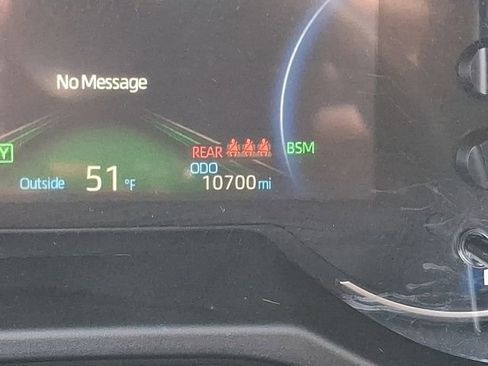 No Message
REAR BSM
ODO
Outside 51 °F 10700 mi